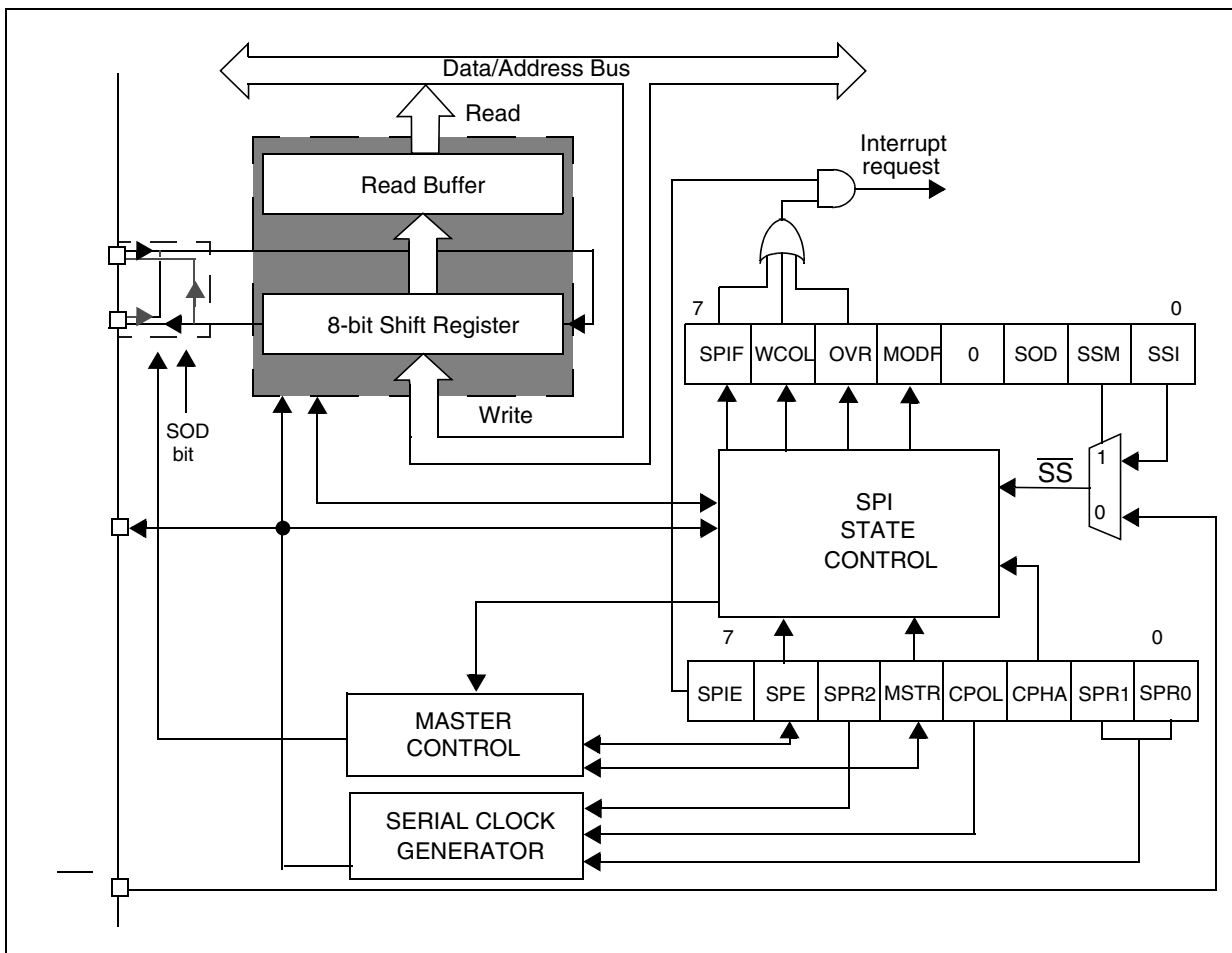 Data/Address Bus
Read
Read Buffer
8-bit Shift Register
Write
SOD
bit
Interrupt
request
7
0
SPIF WCOL OVR MODF 0 SOD SSM SSI
1
SS
0
SPI
STATE
CONTROL
7
0
SPIE SPE SPR2 MSTR CPOL CPHA SPR1 SPR0
MASTER
CONTROL
SERIAL CLOCK
GENERATOR